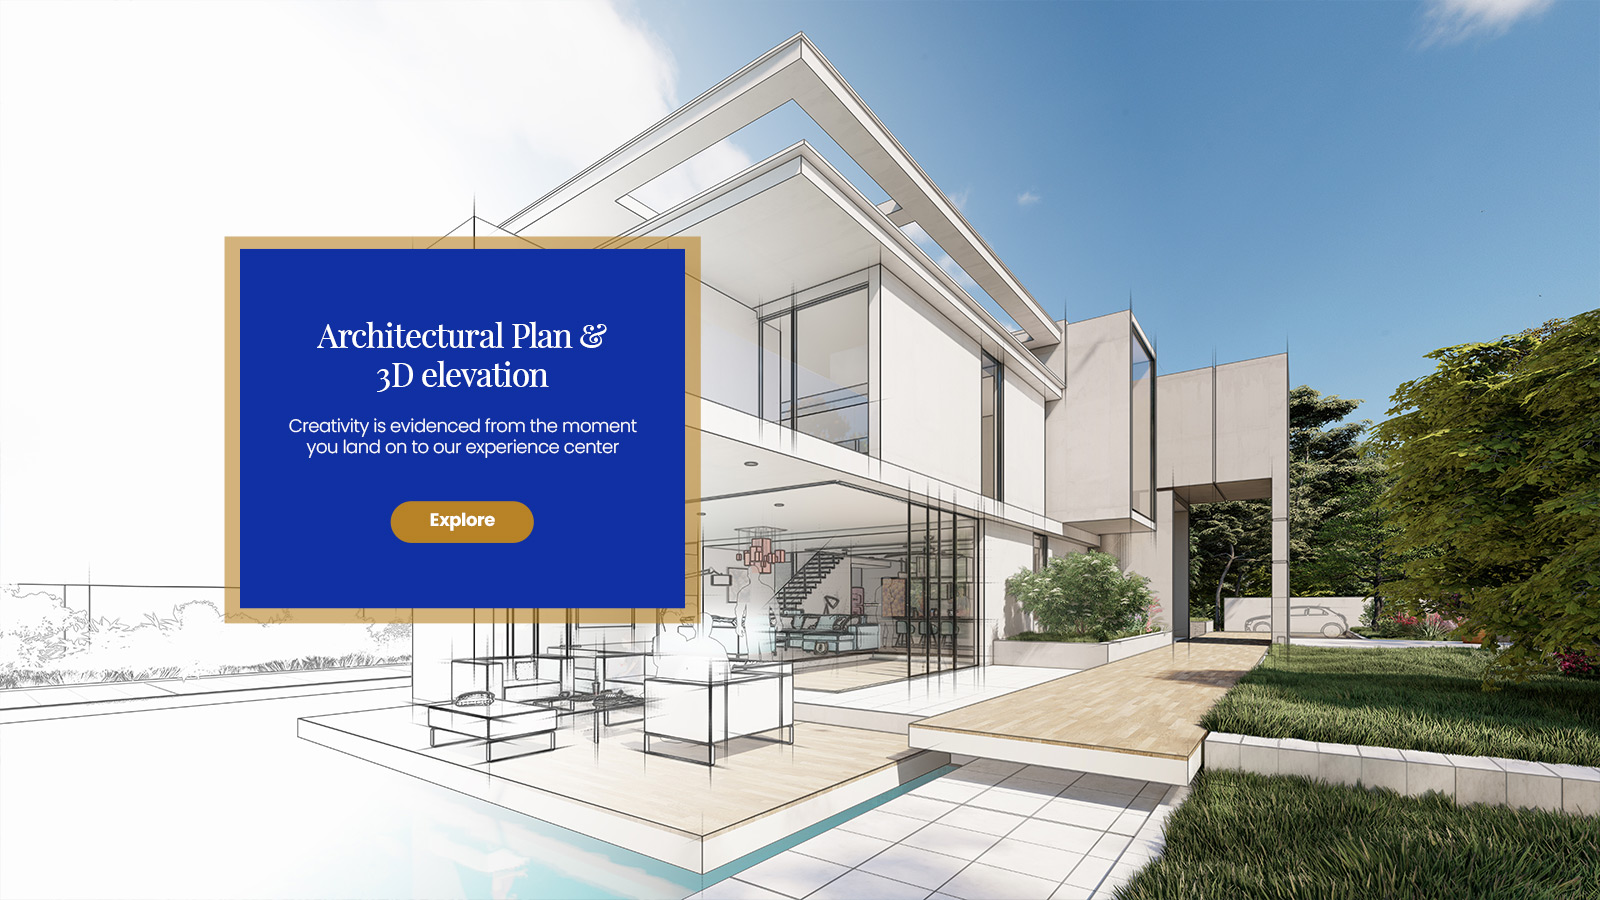 Architectural Plan &
3D elevation
Creativity is evidenced from the moment
you land on to our experience center
Explore